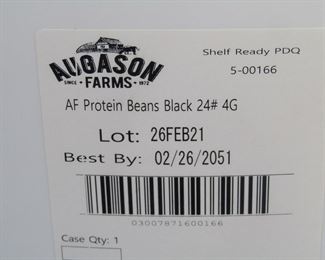 Shelf Ready PDQ
5-00166
AUGASON
SINCE FARMS 1972
AF Protein Beans Black 24# 4G
Lot: 26FEB21
Best By: 02/26/2051
03007871600166
Case Qty: 1